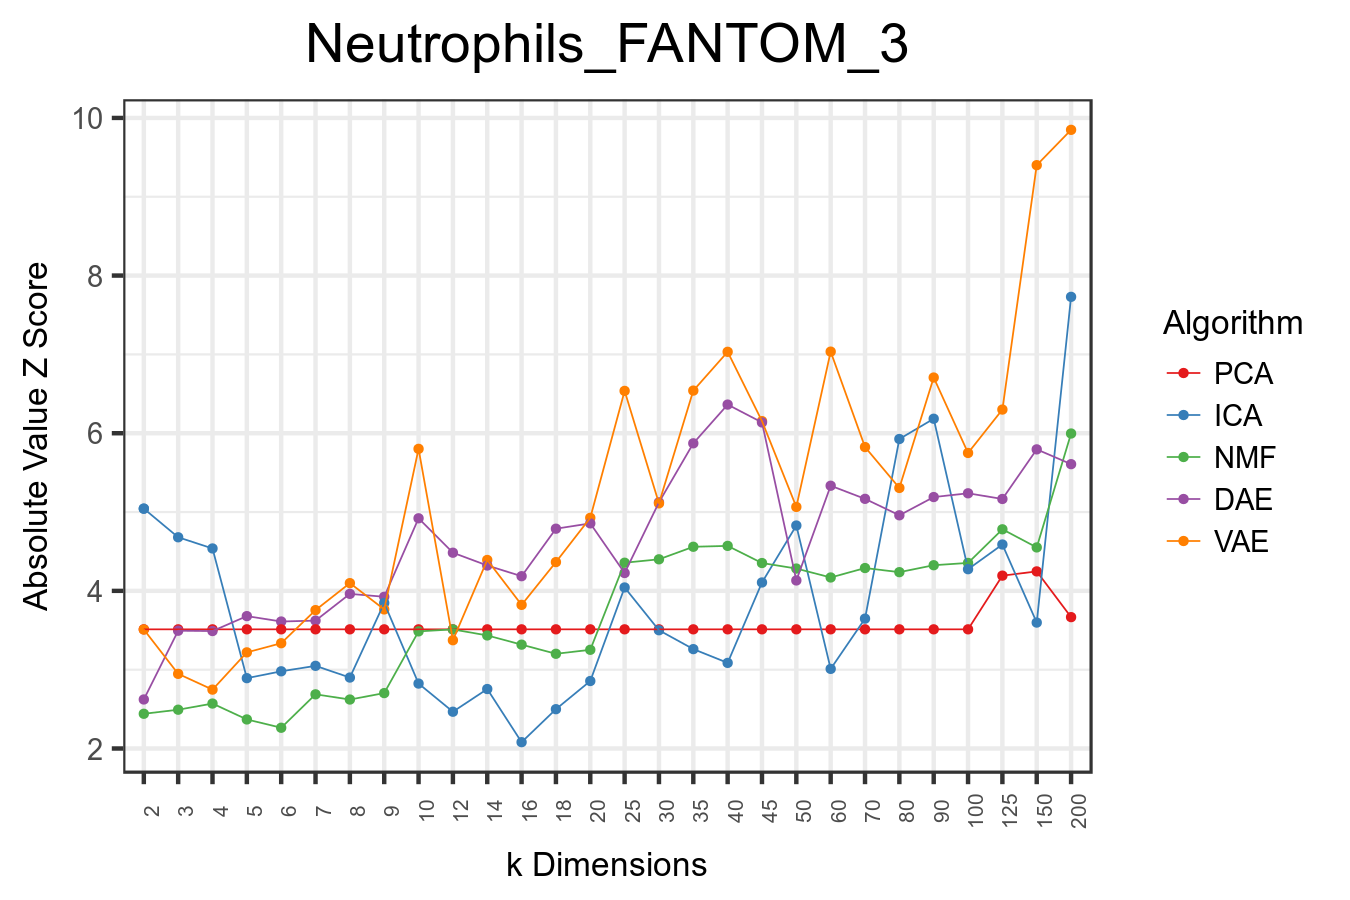 Neutrophils_FANTOM_3
Absolute Value Z Score
10
8
6
4
2
2 3 4 5 6 7 8 9 10 12 14 16 18 20 25 30 35 40 45 50 60 70 80 90 100 125 150 200
k Dimensions
Algorithm
PCA
ICA
NMF
DAE
VAE